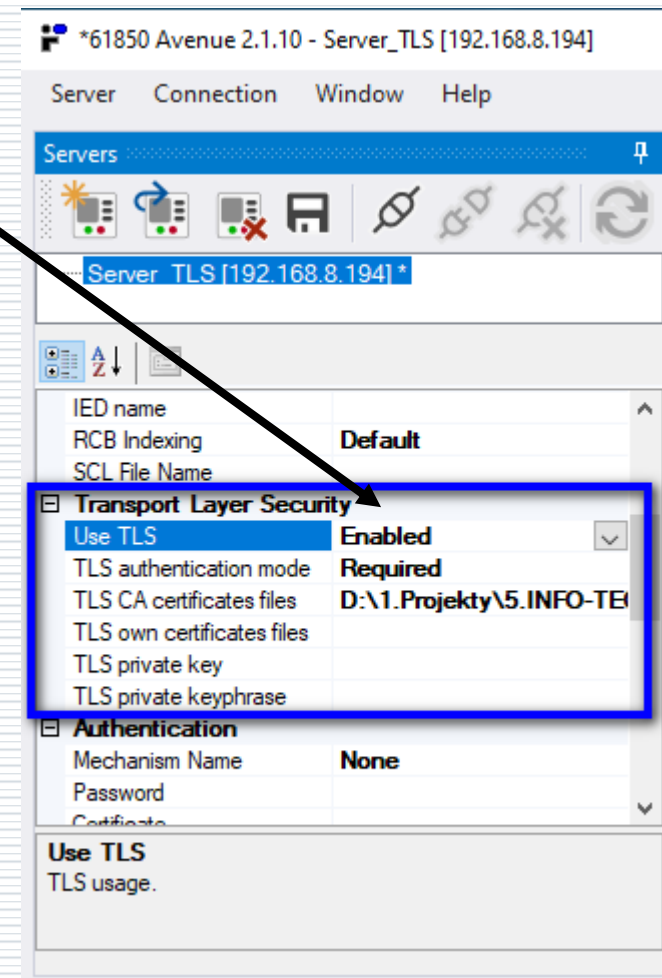 *61850 Avenue 2.1.10 - Server_TLS [192.168.8.194]
Server Connection Window Help
Servers
Server_TLS [192.168.8.194] *
IED name
RCB Indexing Default
SCL File Name
Transport Layer Security
Use TLS Enabled
TLS authentication mode Required
TLS CA certificates files D:\1.Projekty\5.INFO-TE
TLS own certificates files
TLS private key
TLS private keyphrase
Authentication
Mechanism Name None
Password
Certificate
Use TLS
TLS usage.